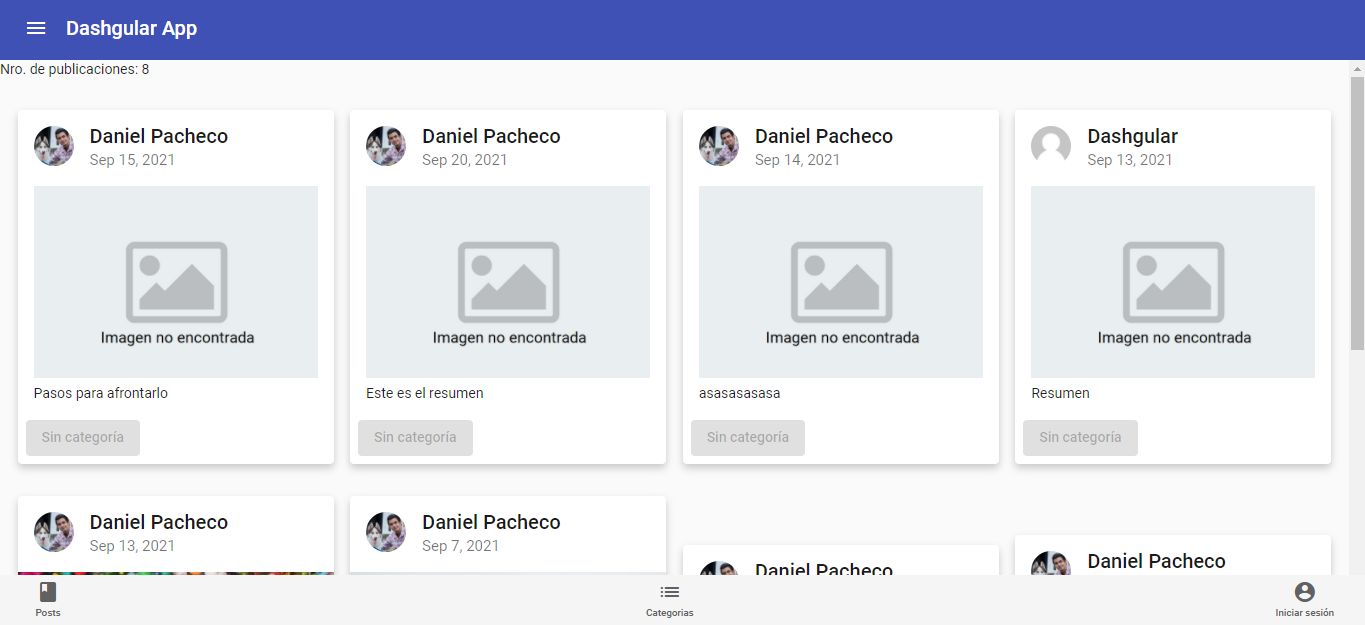 Dashgular App
Nro. de publicaciones: 8
Daniel Pacheco
Sep 15, 2021
Imagen no encontrada
Pasos para afrontarlo
Sin categoría
Daniel Pacheco
Sep 20, 2021
Imagen no encontrada
Este es el resumen
Sin categoría
Daniel Pacheco
Sep 14, 2021
Imagen no encontrada
asasasasasa
Sin categoría
Dashgular
Sep 13, 2021
Imagen no encontrada
Resumen
Sin categoría
Daniel Pacheco
Sep 13, 2021
Daniel Pacheco
Sep 7, 2021
Daniel Pacheco
Daniel Pacheco
Posts
Categorias
Iniciar sesión